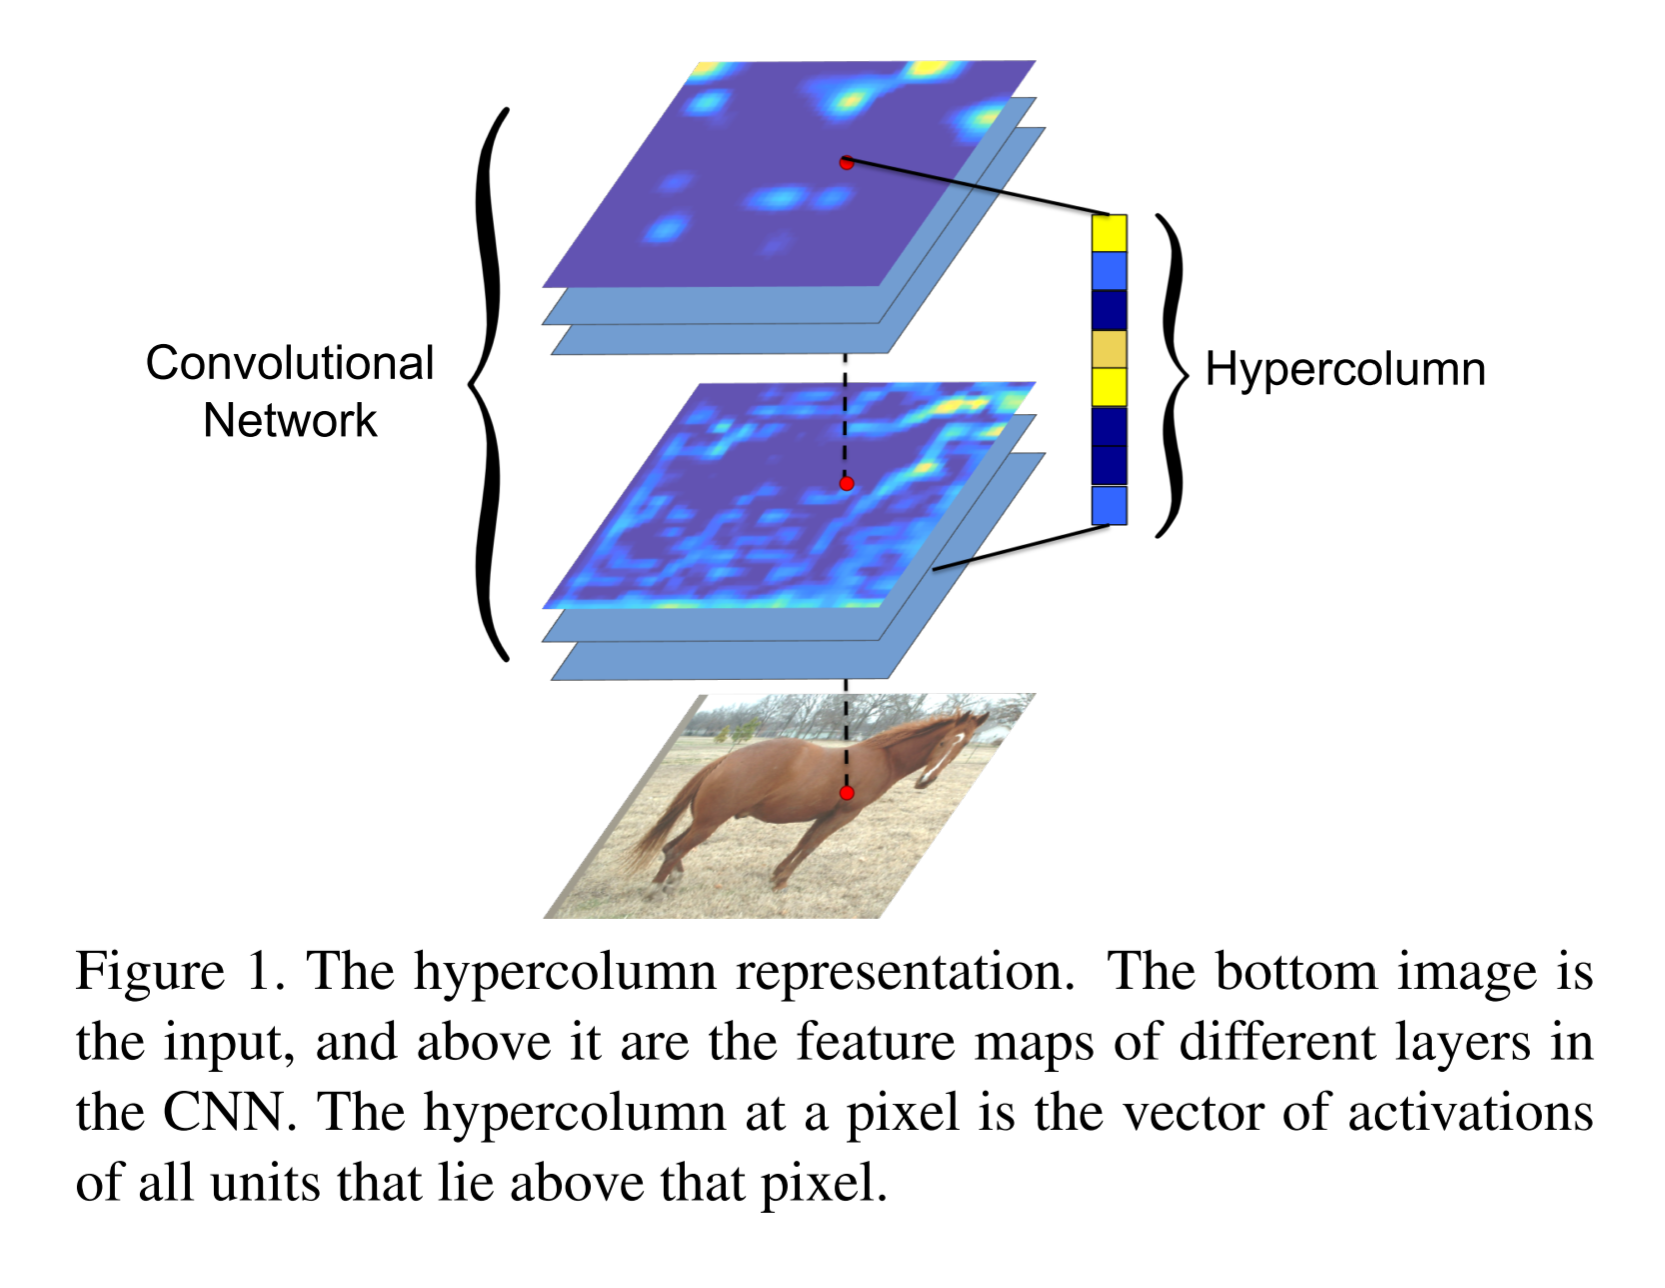 Convolutional
Network
Hypercolumn
Figure 1. The hypercolumn representation. The bottom image is
the input, and above it are the feature maps of different layers in
the CNN. The hypercolumn at a pixel is the vector of activations
of all units that lie above that pixel.